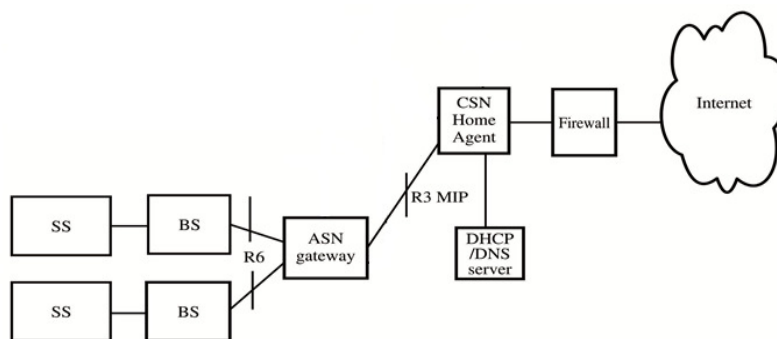 CSN
Home
Agent
Firewall
Internet
R3 MIP
SS
BS
ASN
gateway
DHCP
/DNS
server
R6
SS
BS